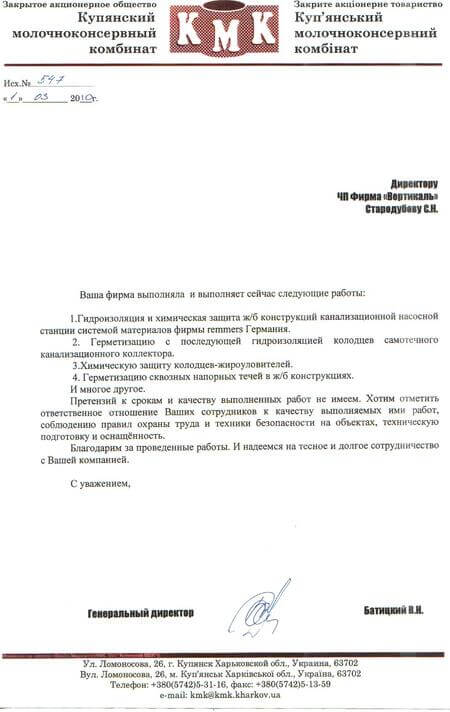 Закрытое акционерное общество
Купянский
молочноконсервный
комбинат
КМК
Закрите акціонерне товариство
Куп'янський
молочноконсервний
комбінат
Исх.№ 547
«1» 03 2010г.
Директору
ЧП Фирма «Вертикаль»
Стародубову С.Н.
Ваша фирма выполняла и выполняет сейчас следующие работы:
1.Гидроизоляция и химическая защита ж/б конструкций канализационной насосной
станции системой материалов фирмы remmers Германия.
2. Герметизацию с последующей гидроизоляцией колодцев самотечного
канализационного коллектора.
3.Химическую защиту колодцев-жироуловителей.
4. Герметизацию сквозных напорных течей в ж/б конструкциях.
И многое другое.
Претензий к срокам и качеству выполненных работ не имеем. Хотим отметить
ответственное отношение Ваших сотрудников к качеству выполняемых ими работ,
соблюдению правил охраны труда и техники безопасности на объектах, техническую
подготовку и оснащённость.
Благодарим за проведенные работы. И надеемся на тесное и долгое сотрудничество
с Вашей компанией.
С уважением,
Генеральный директор
Батицкий В.Н.
Ул. Ломоносова, 26, г. Купянск Харьковской обл., Украина, 63702
Вул. Ломоносова, 26, м. Куп'янськ Харківської обл., Україна, 63702
Телефон: +380(5742)5-31-16, факс: +380(5742)5-13-59
e-mail: kmk@kmk.kharkov.ua